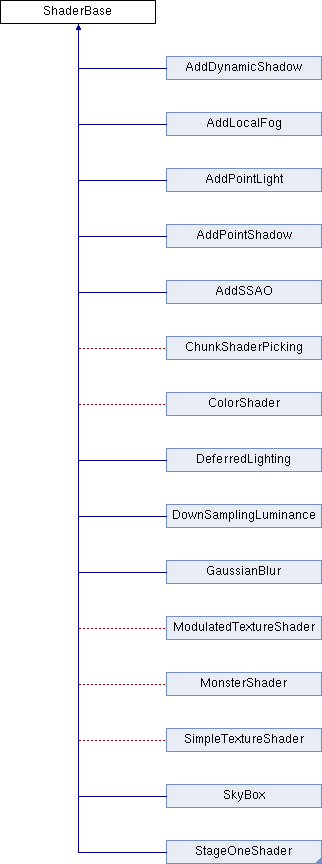 ShaderBase
AddDynamicShadow
AddLocalFog
AddPointLight
AddPointShadow
AddSSAO
ChunkShaderPicking
ColorShader
DeferredLighting
DownSamplingLuminance
GaussianBlur
ModulatedTextureShader
MonsterShader
SimpleTextureShader
SkyBox
StageOneShader